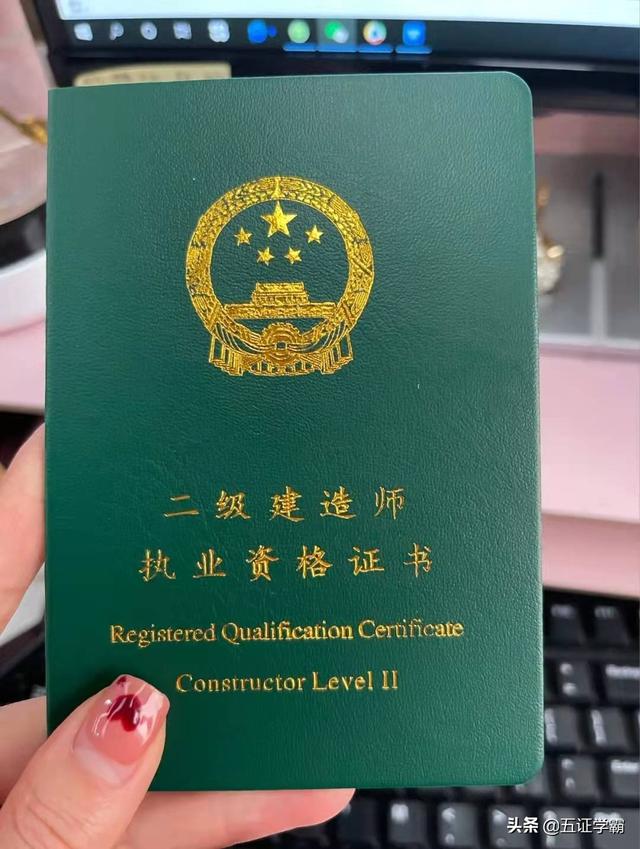 二级建造师
执业资格证书
Registered Qualification Certificate
Constructor Level II
头条 @五证学霸